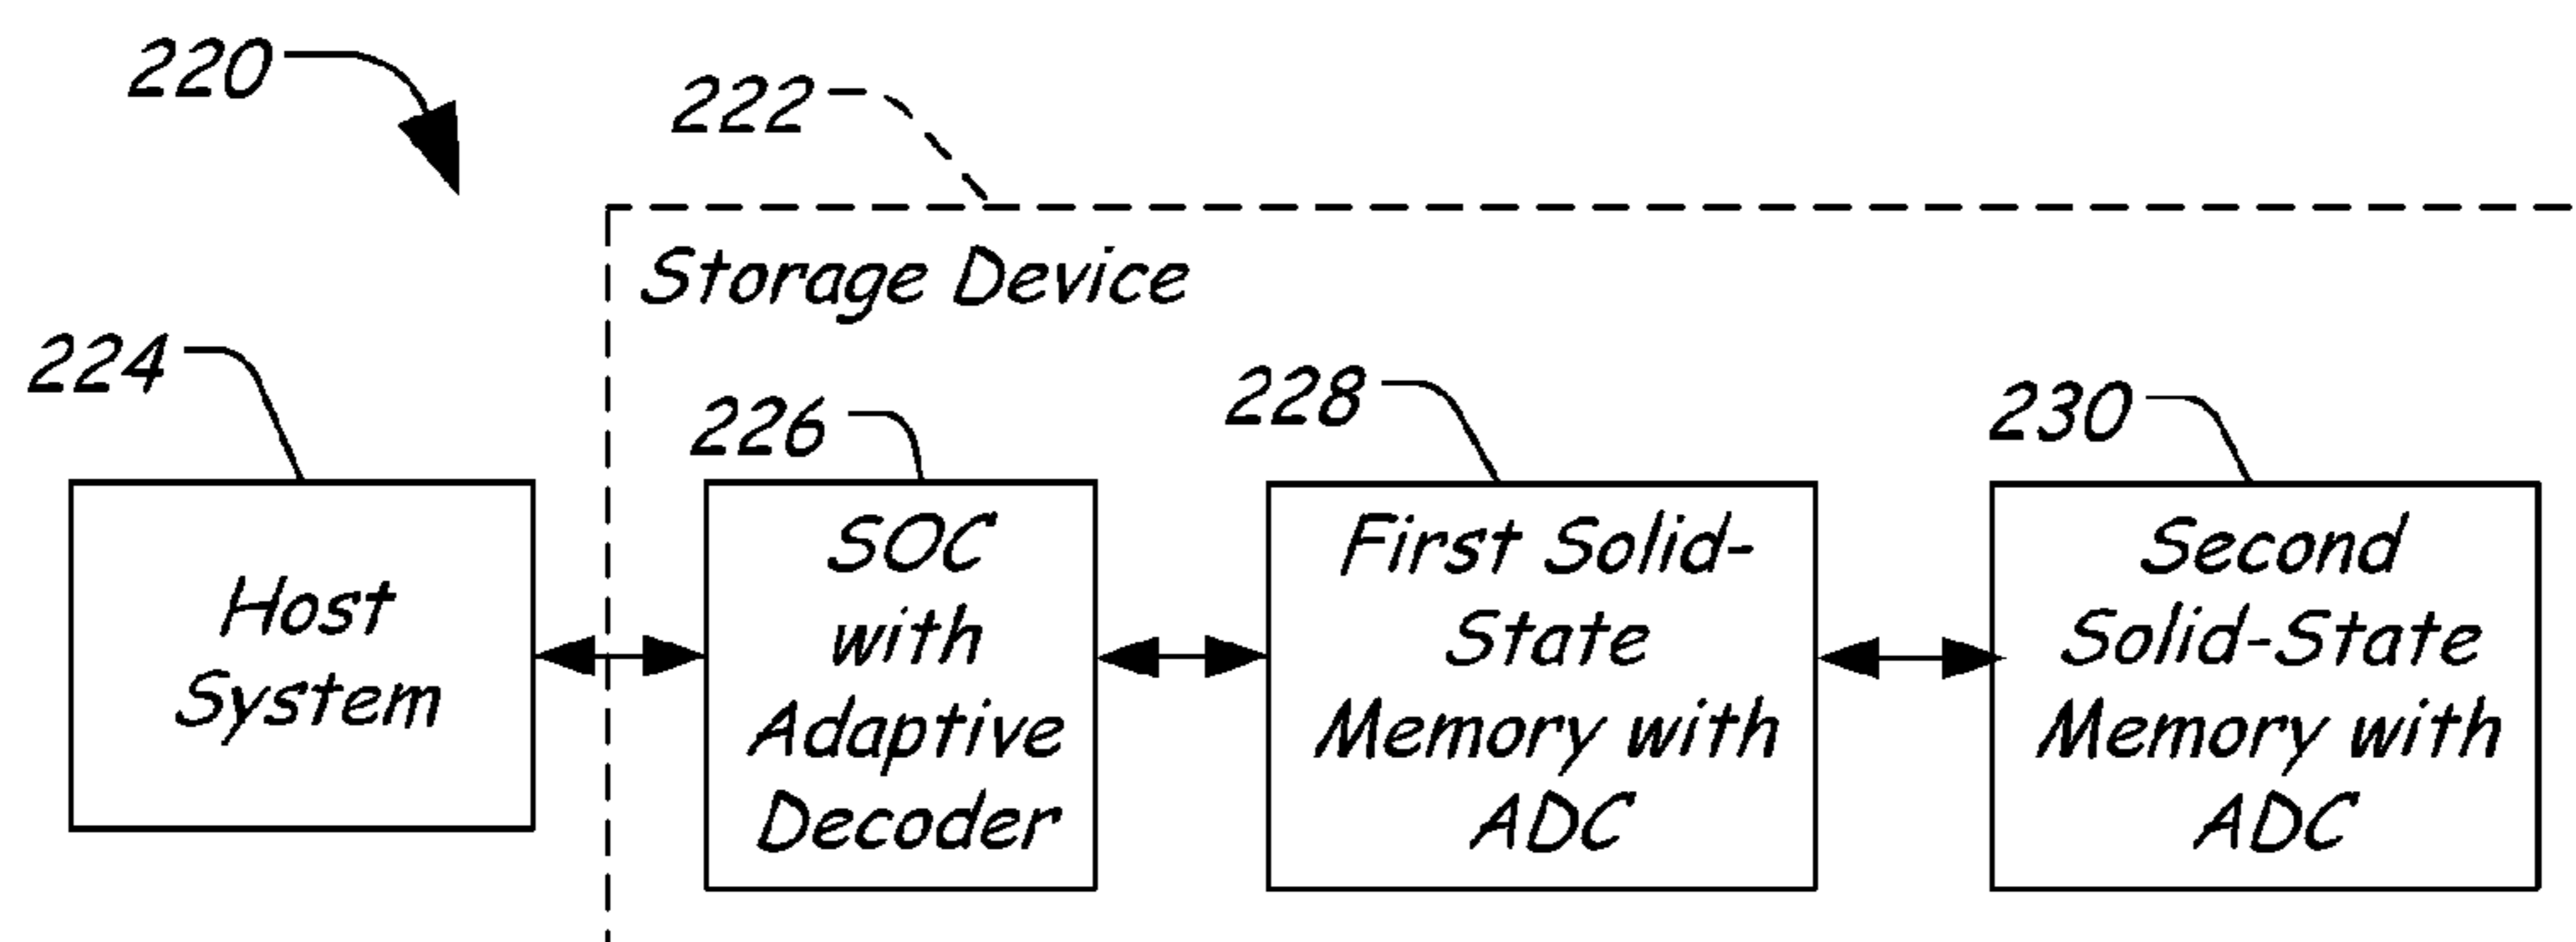 220
222
Storage Device
224
226
228
230
Host
System
SOC
with
Adaptive
Decoder
First Solid-
State
Memory with
ADC
Second
Solid-State
Memory with
ADC